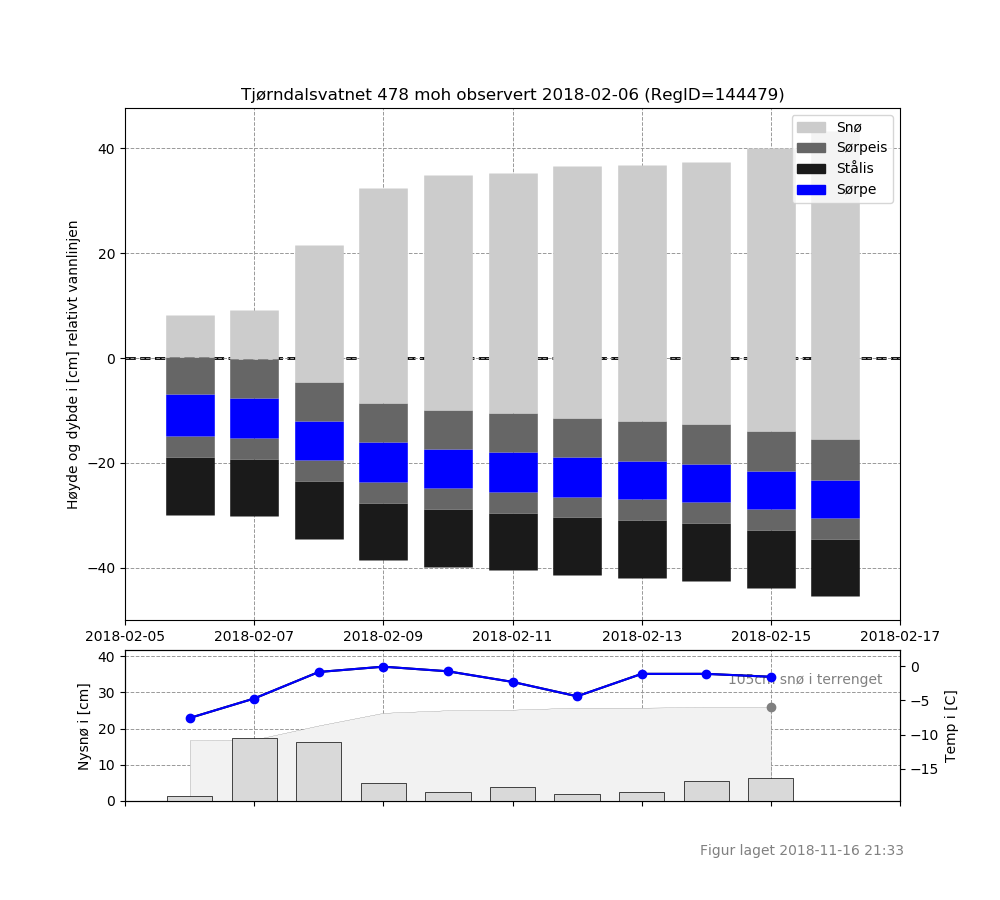 Tjørndalsvatnet 478 moh observert 2018-02-06 (RegID=144479)
Snø
Sørpeis
Stålis
Sørpe
Høyde og dybde i [cm] relativt vannlinjen
40
20
0
−20
−40
2018-02-05 2018-02-07 2018-02-09 2018-02-11 2018-02-13 2018-02-15 2018-02-17
Nysnø i [cm]
40
30
20
10
0
105cm snø i terrenget
0
−5
−10
−15
Temp i [C]
Figur laget 2018-11-16 21:33